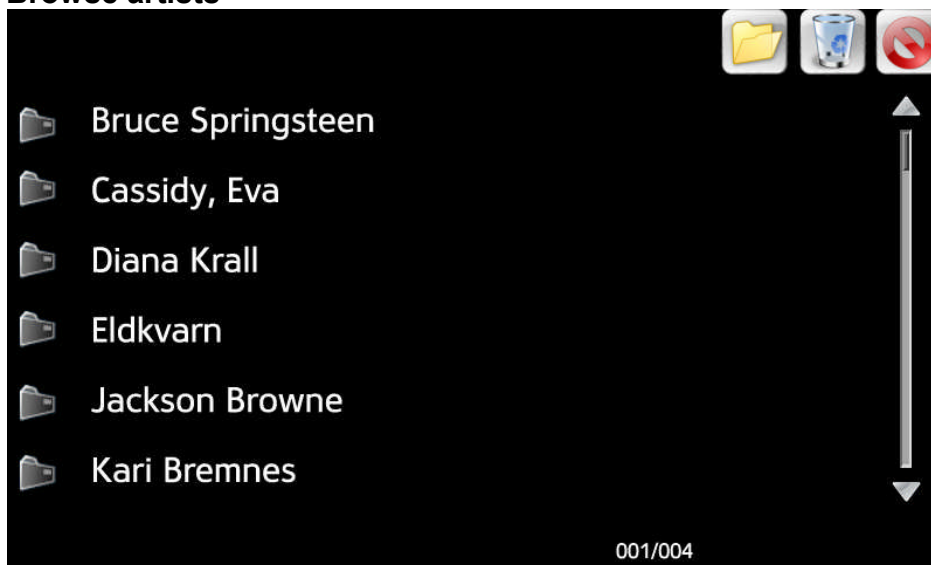 Browse artists
Bruce Springsteen
Cassidy, Eva
Diana Krall
Eldkvarn
Jackson Browne
Kari Bremnes
001/004